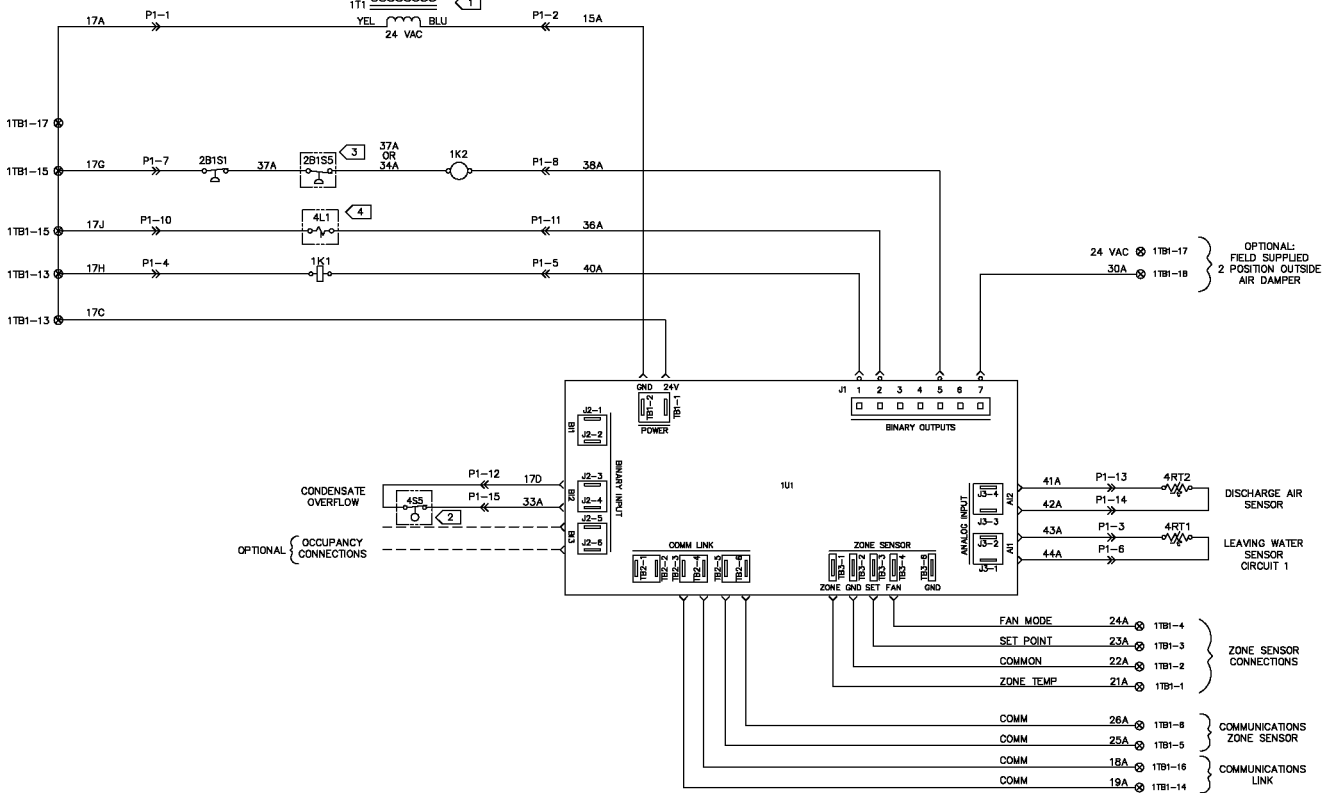 1T1
1
17A
P1-1
YEL
BLU
24 VAC
P1-2
15A
1TB1-17
1TB1-15
17G
P1-7
2B1S1
37A
2B1S5
3
37A
OR
34A
1K2
P1-8
38A
1TB1-15
17J
P1-10
4L1
4
P1-11
36A
1TB1-13
17H
P1-4
1K1
P1-5
40A
1TB1-13
17C
24 VAC
1TB1-17
30A
1TB1-18
OPTIONAL:
FIELD SUPPLIED
2 POSITION OUTSIDE
AIR DAMPER
GND
24V
TB1-2
TB1-1
POWER
J1
1
2
3
4
5
6
7
BINARY OUTPUTS
BI1
J2-1
J2-2
BI2
J2-3
J2-4
BI3
J2-5
J2-6
BINARY INPUT
1U1
CONDENSATE
OVERFLOW
P1-12
17D
4S5
P1-15
33A
2
OPTIONAL
OCCUPANCY
CONNECTIONS
ANALOG INPUT
J3-4
AI2
J3-3
J3-2
AI1
J3-1
41A
P1-13
4RT2
42A
P1-14
DISCHARGE AIR
SENSOR
43A
P1-3
4RT1
44A
P1-6
LEAVING WATER
SENSOR
CIRCUIT 1
COMM LINK
TB2-1
TB2-2
TB2-3
TB2-4
TB2-5
TB2-6
ZONE SENSOR
TB3-1
TB3-2
TB3-3
TB3-4
TB3-6
ZONE
GND
SET
FAN
GND
FAN MODE
24A
1TB1-4
SET POINT
23A
1TB1-3
COMMON
22A
1TB1-2
ZONE TEMP
21A
1TB1-1
ZONE SENSOR
CONNECTIONS
COMM
26A
1TB1-6
COMM
25A
1TB1-5
COMMUNICATIONS
ZONE SENSOR
COMM
18A
1TB1-16
COMM
19A
1TB1-14
COMMUNICATIONS
LINK